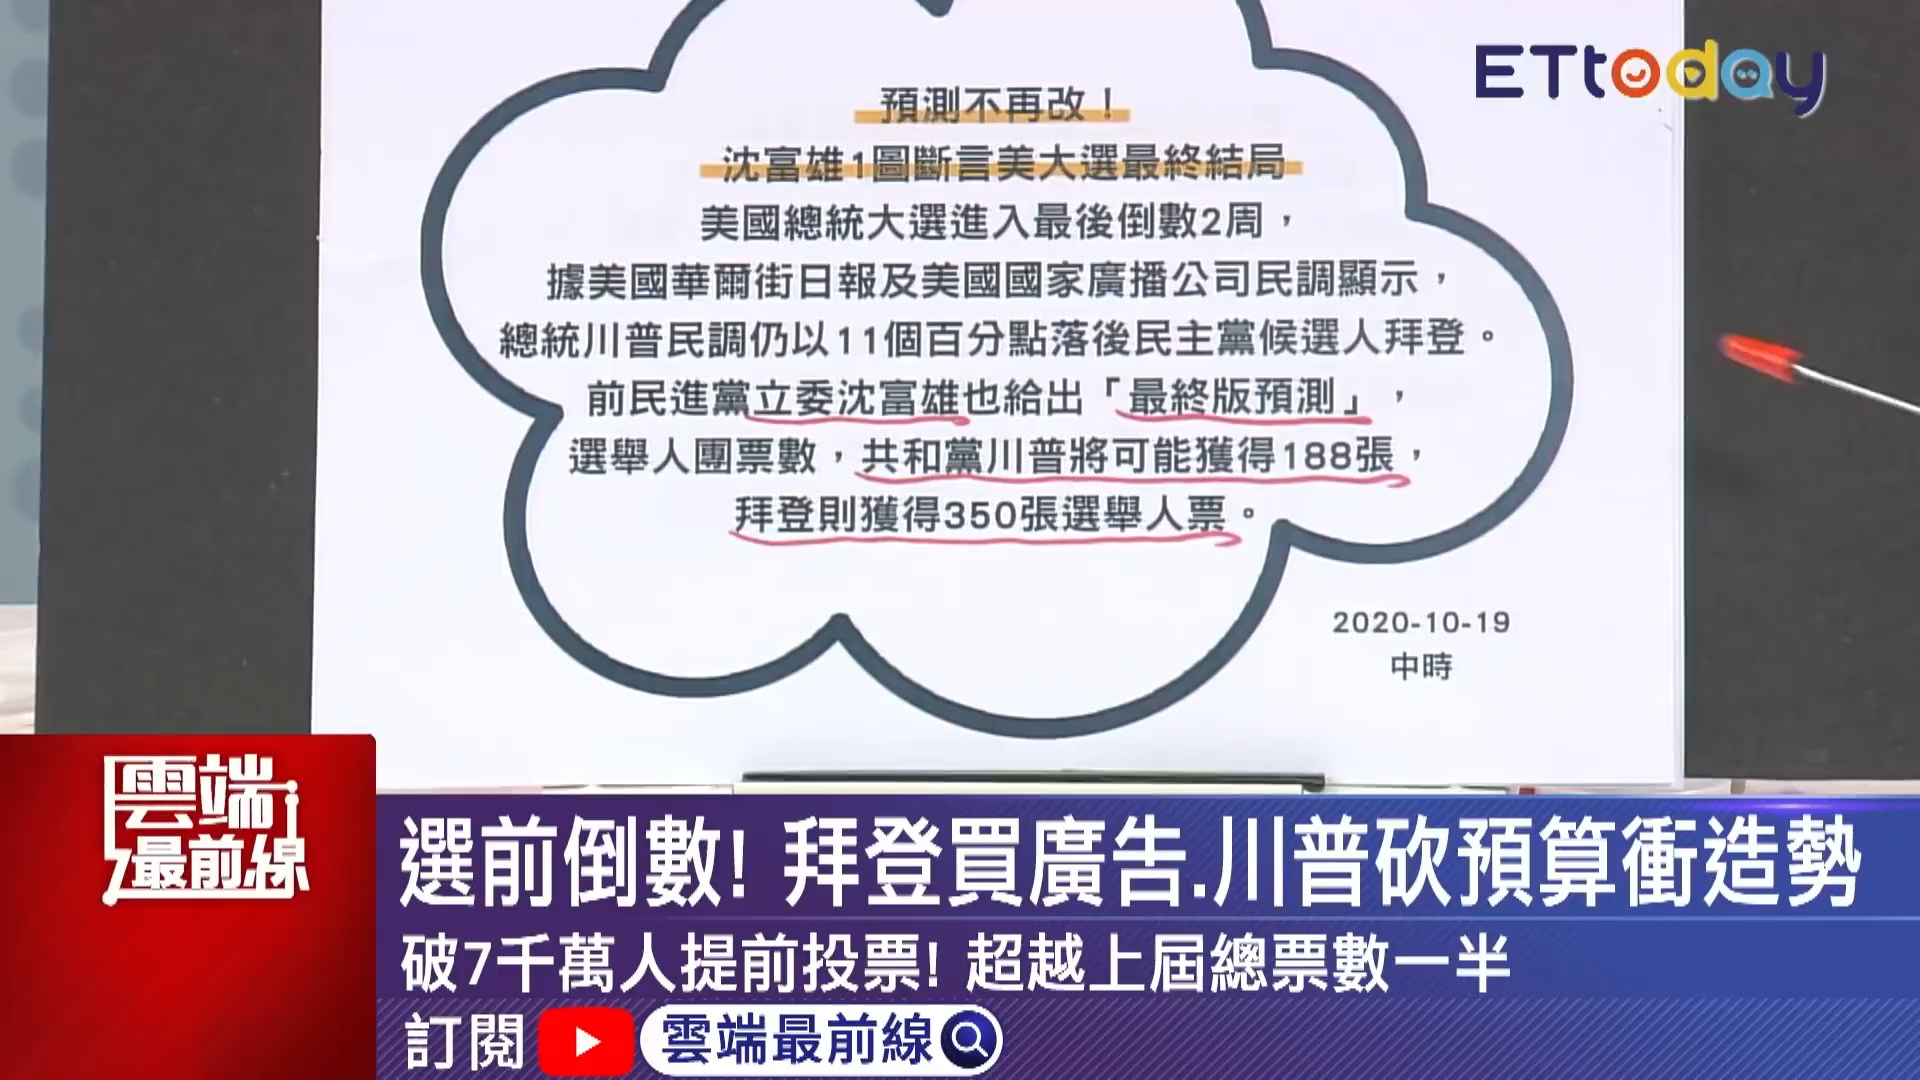 ETtoday
預測不再改！
沈富雄1圖斷言美大選最終結局
美國總統大選進入最後倒數2周，
據美國華爾街日報及美國國家廣播公司民調顯示，
總統川普民調仍以11個百分點落後民主黨候選人拜登。
前民進黨立委沈富雄也給出「最終版預測」，
選舉人團票數，共和黨川普將可能獲得188張，
拜登則獲得350張選舉人票。
2020-10-19
中時
雲端
最前線
選前倒數! 拜登買廣告.川普砍預算衝造勢
破7千萬人提前投票! 超越上屆總票數一半
訂閱 雲端最前線